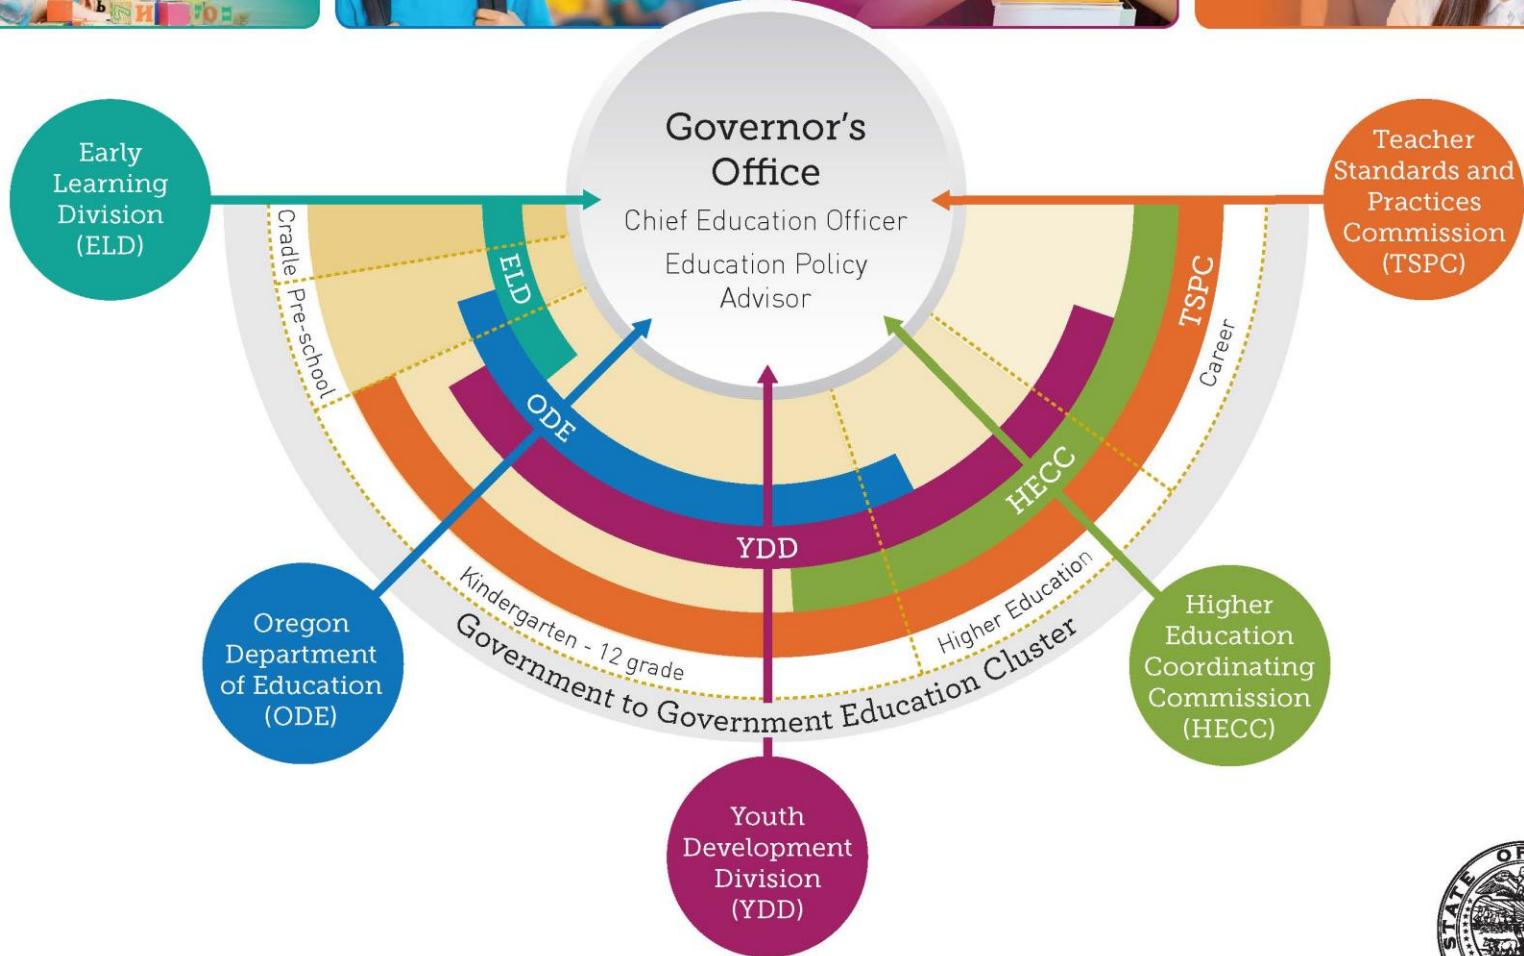 Governor's
Office
Chief Education Officer
Education Policy
Advisor
Early
Learning
Division
(ELD)
Teacher
Standards and
Practices
Commission
(TSPC)
Cradle
Pre-school
Kindergarten - 12 grade
Higher Education
Career
ELD
ODE
YDD
HECC
TSPC
Government to Government Education Cluster
Oregon
Department
of Education
(ODE)
Higher
Education
Coordinating
Commission
(HECC)
Youth
Development
Division
(YDD)
STATE OF